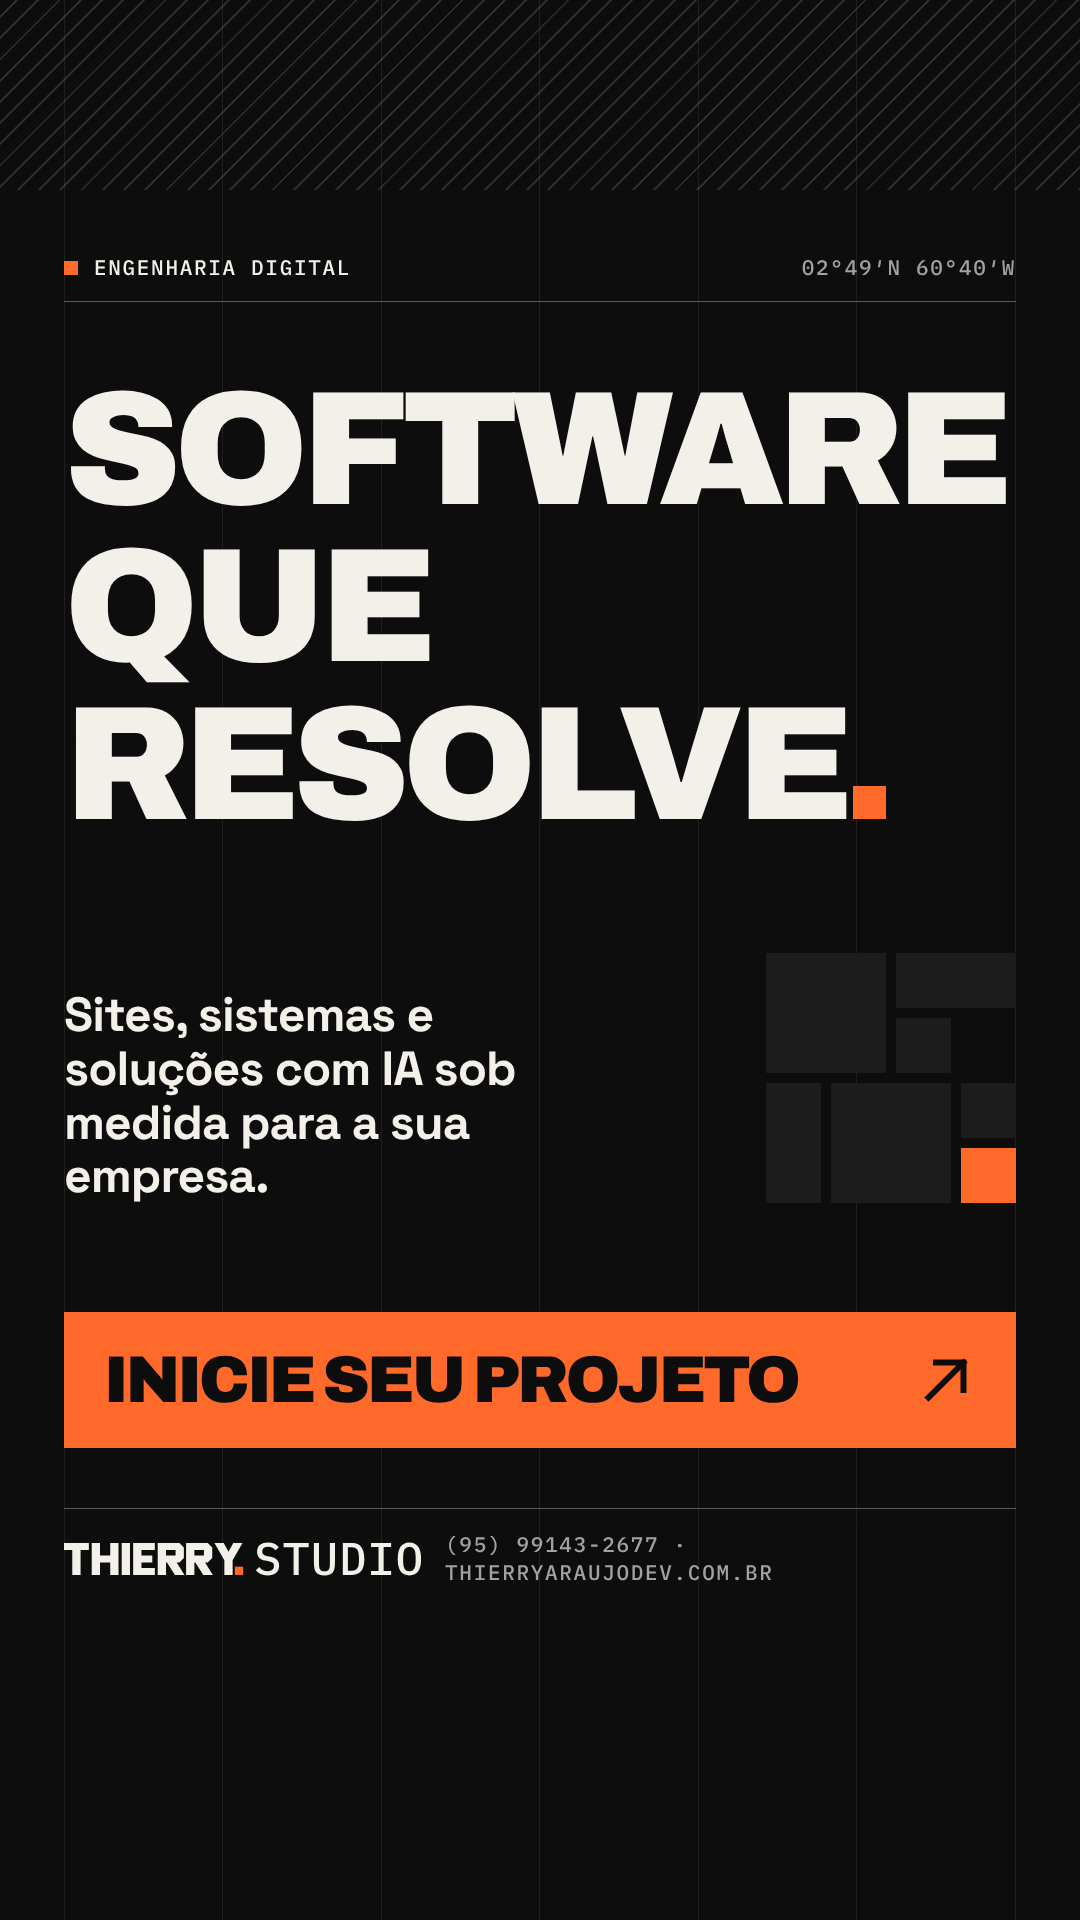 ENGENHARIA DIGITAL
02°49′N 60°40′W
SOFTWARE
QUE
RESOLVE.
Sites, sistemas e
soluções com IA sob
medida para a sua
empresa.
INICIE SEU PROJETO
THIERRY. STUDIO
(95) 99143-2677 ·
THIERRYARAUJODEV.COM.BR